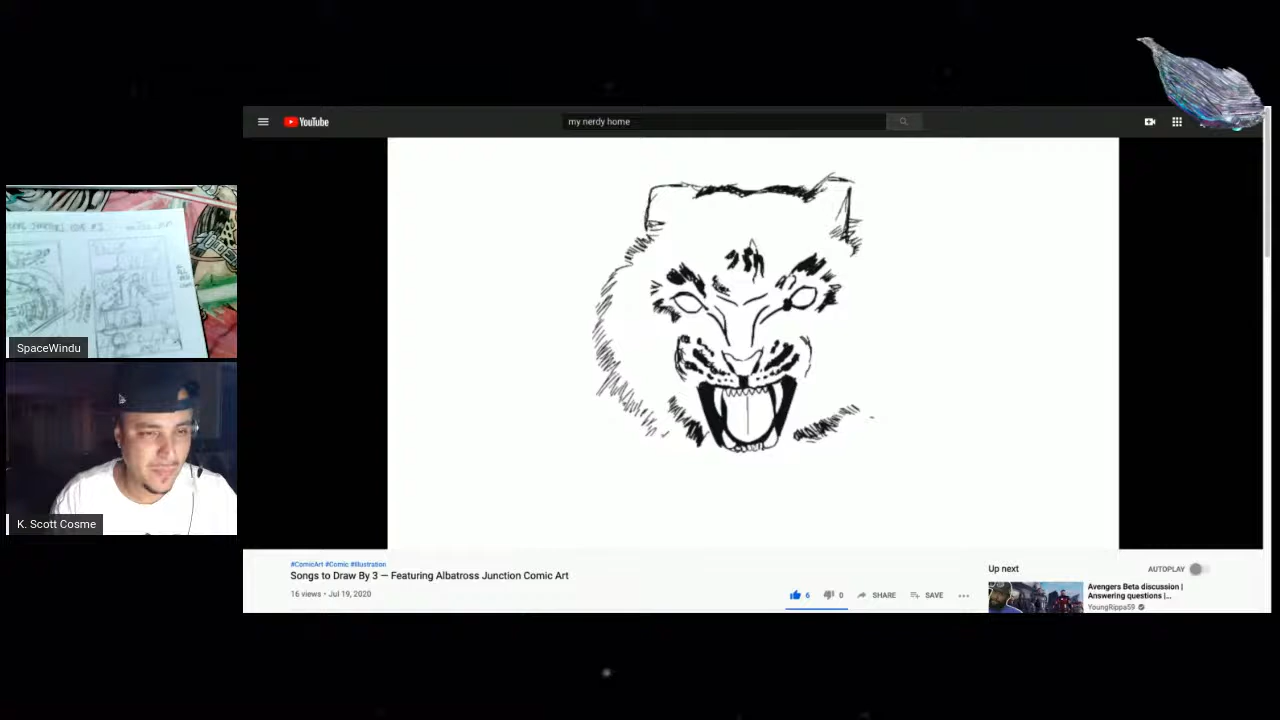 YouTube
my nerdy home
SpaceWindu
K. Scott Cosme
#ComicArt #Comic #Illustration
Songs to Draw By 3 — Featuring Albatross Junction Comic Art
16 views • Jul 19, 2020
6
0
SHARE
SAVE
Up next
AUTOPLAY
Avengers Beta discussion |
Answering questions |...
YoungRippa59